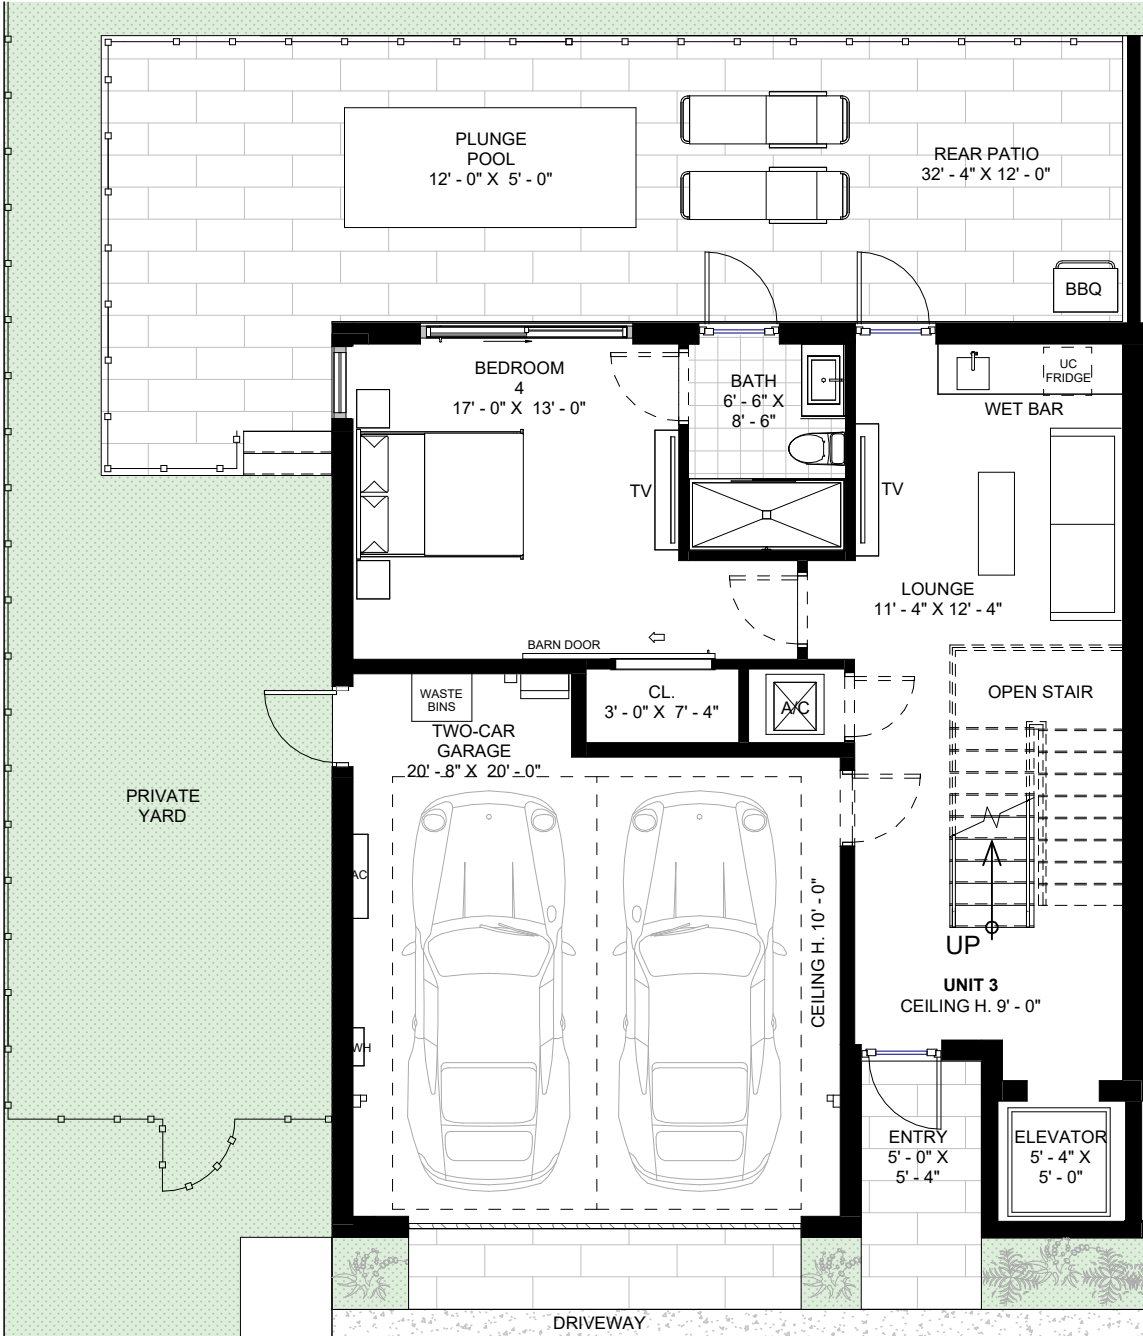 PLUNGE
POOL
12' - 0" X 5' - 0"
REAR PATIO
32' - 4" X 12' - 0"
BBQ
BEDROOM
4
17' - 0" X 13' - 0"
BATH
6' - 6" X
8' - 6"
UC
FRIDGE
WET BAR
TV
TV
LOUNGE
11' - 4" X 12' - 4"
BARN DOOR
CL.
3' - 0" X 7' - 4"
A/C
OPEN STAIR
WASTE
BINS
TWO-CAR
GARAGE
20' - 8" X 20' - 0"
PRIVATE
YARD
AC
CEILING H. 10' - 0"
UP
UNIT 3
CEILING H. 9' - 0"
WH
ENTRY
5' - 0" X
5' - 4"
ELEVATOR
5' - 4" X
5' - 0"
DRIVEWAY